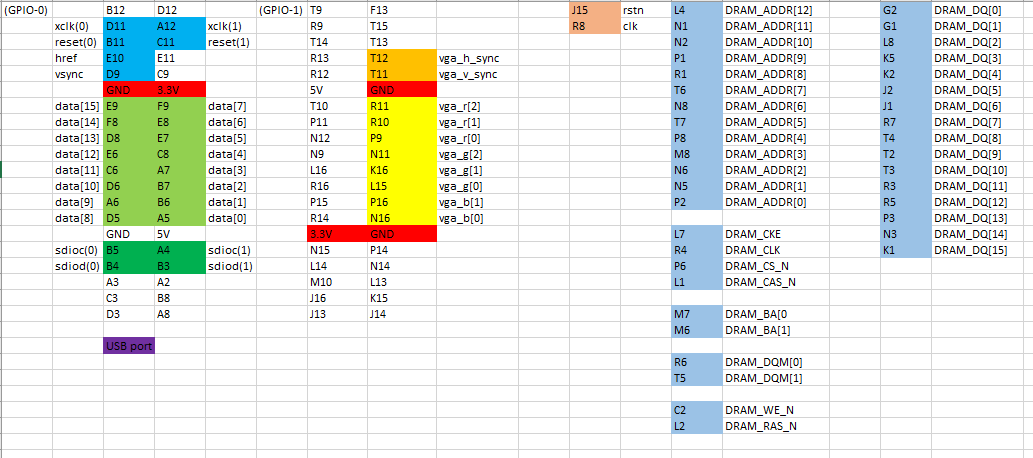 (GPIO-0) B12 D12 (GPIO-1) T9 F13 J15 rstn L4 DRAM_ADDR[12] G2 DRAM_DQ[0]
xclk(0) D11 A12 xclk(1) R9 T15 R8 clk N1 DRAM_ADDR[11] G1 DRAM_DQ[1]
reset(0) B11 C11 reset(1) T14 T13 N2 DRAM_ADDR[10] L8 DRAM_DQ[2]
href E10 E11 R13 T12 vga_h_sync P1 DRAM_ADDR[9] K5 DRAM_DQ[3]
vsync D9 C9 R12 T11 vga_v_sync R1 DRAM_ADDR[8] K2 DRAM_DQ[4]
GND 3.3V 5V GND T6 DRAM_ADDR[7] J2 DRAM_DQ[5]
data[15] E9 F9 data[7] T10 R11 vga_r[2] N8 DRAM_ADDR[6] J1 DRAM_DQ[6]
data[14] F8 E8 data[6] P11 R10 vga_r[1] T7 DRAM_ADDR[5] R7 DRAM_DQ[7]
data[13] D8 E7 data[5] N12 P9 vga_r[0] P8 DRAM_ADDR[4] T4 DRAM_DQ[8]
data[12] E6 C8 data[4] N9 N11 vga_g[2] M8 DRAM_ADDR[3] T2 DRAM_DQ[9]
data[11] C6 A7 data[3] L16 K16 vga_g[1] N6 DRAM_ADDR[2] T3 DRAM_DQ[10]
data[10] D6 B7 data[2] R16 L15 vga_g[0] N5 DRAM_ADDR[1] R3 DRAM_DQ[11]
data[9] A6 B6 data[1] P15 P16 vga_b[1] P2 DRAM_ADDR[0] R5 DRAM_DQ[12]
data[8] D5 A5 data[0] R14 N16 vga_b[0] P3 DRAM_DQ[13]
GND 5V 3.3V GND L7 DRAM_CKE N3 DRAM_DQ[14]
sdioc(0) B5 A4 sdioc(1) N15 P14 R4 DRAM_CLK K1 DRAM_DQ[15]
sdiod(0) B4 B3 sdiod(1) L14 N14 P6 DRAM_CS_N
A3 A2 M10 L13 L1 DRAM_CAS_N
C3 B8 J16 K15
D3 A8 J13 J14 M7 DRAM_BA[0
M6 DRAM_BA[1]
USB port
R6 DRAM_DQM[0]
T5 DRAM_DQM[1]
C2 DRAM_WE_N
L2 DRAM_RAS_N